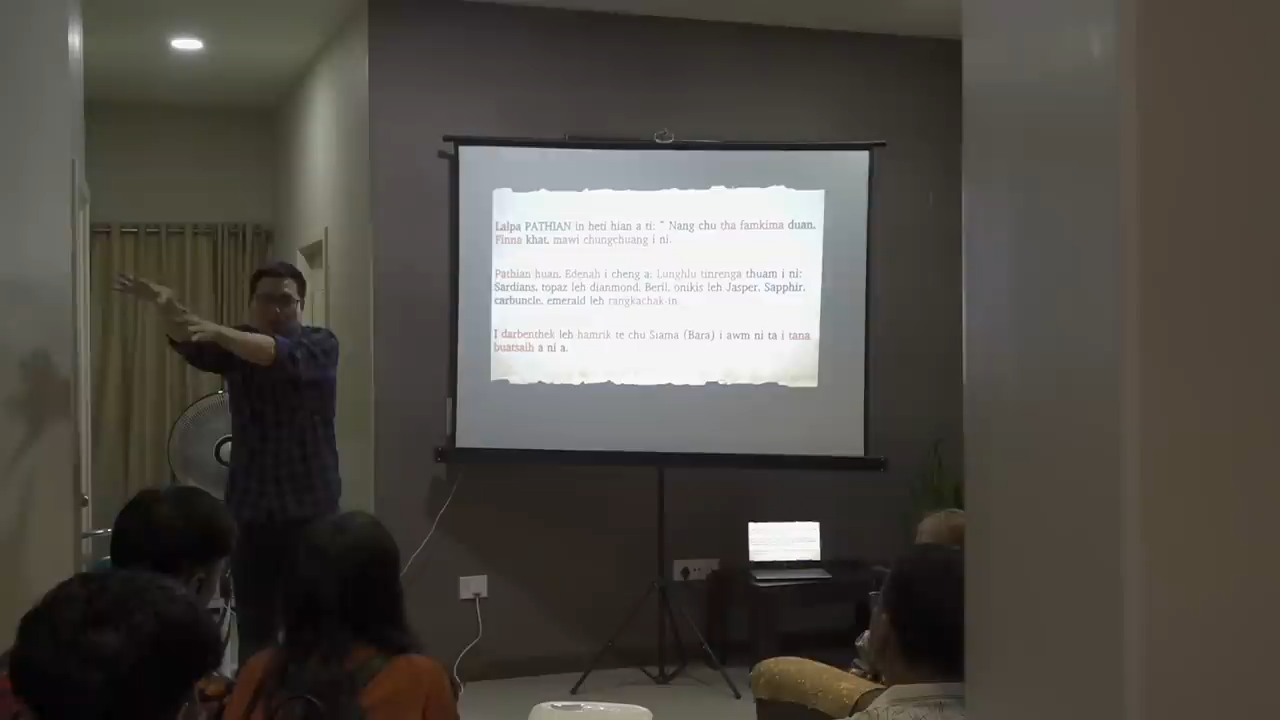 Lalpa PATHIAN in heti hian a ti: " Nang chu tha famkima duan,
Finna khat, mawi chungchuang i ni.
Pathian huan, Edenah i cheng a; Lunghlu tinrenga thuam i ni:
Sardians, topaz leh dianmond, Beril, onikis leh Jasper, Sapphir,
carbuncle, emerald leh rangkachak-in.
I darbenthek leh hamrik te chu Siama (Bara) i awm ni ta i tana
buatsaih a ni a.